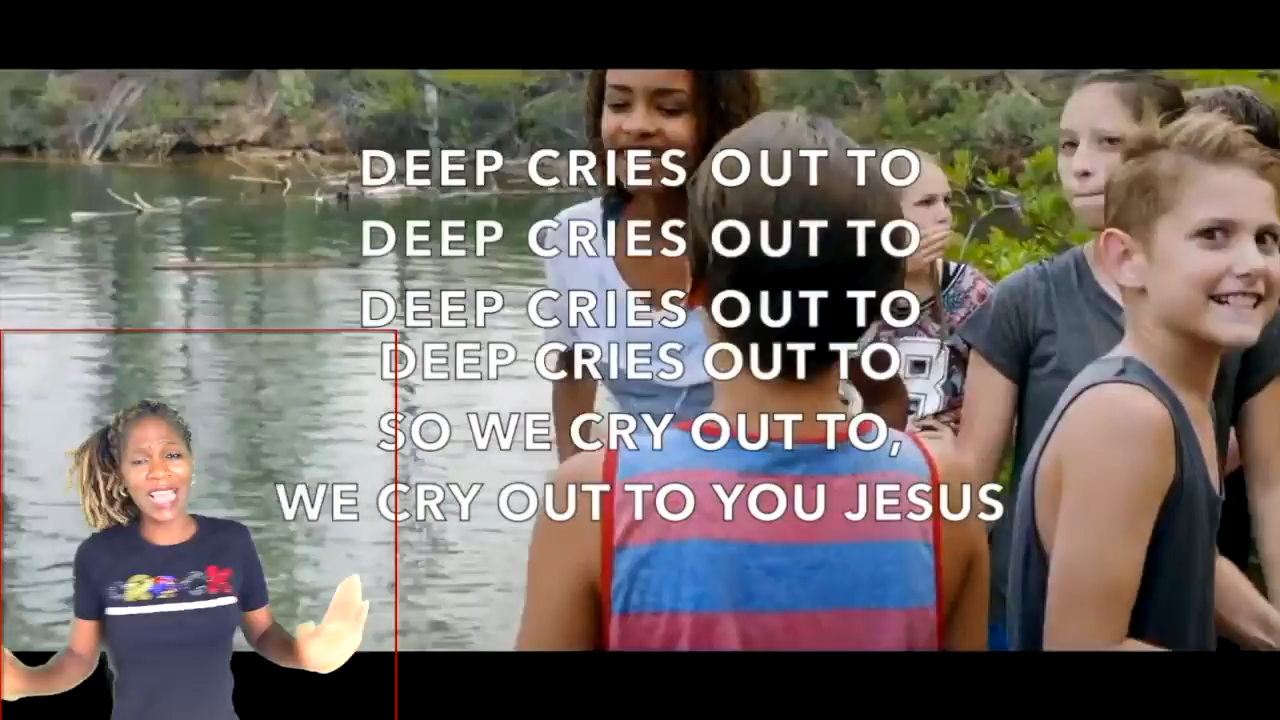 DEEP CRIES OUT TO
DEEP CRIES OUT TO
DEEP CRIES OUT TO
DEEP CRIES OUT TO
SO WE CRY OUT TO,
WE CRY OUT TO YOU JESUS